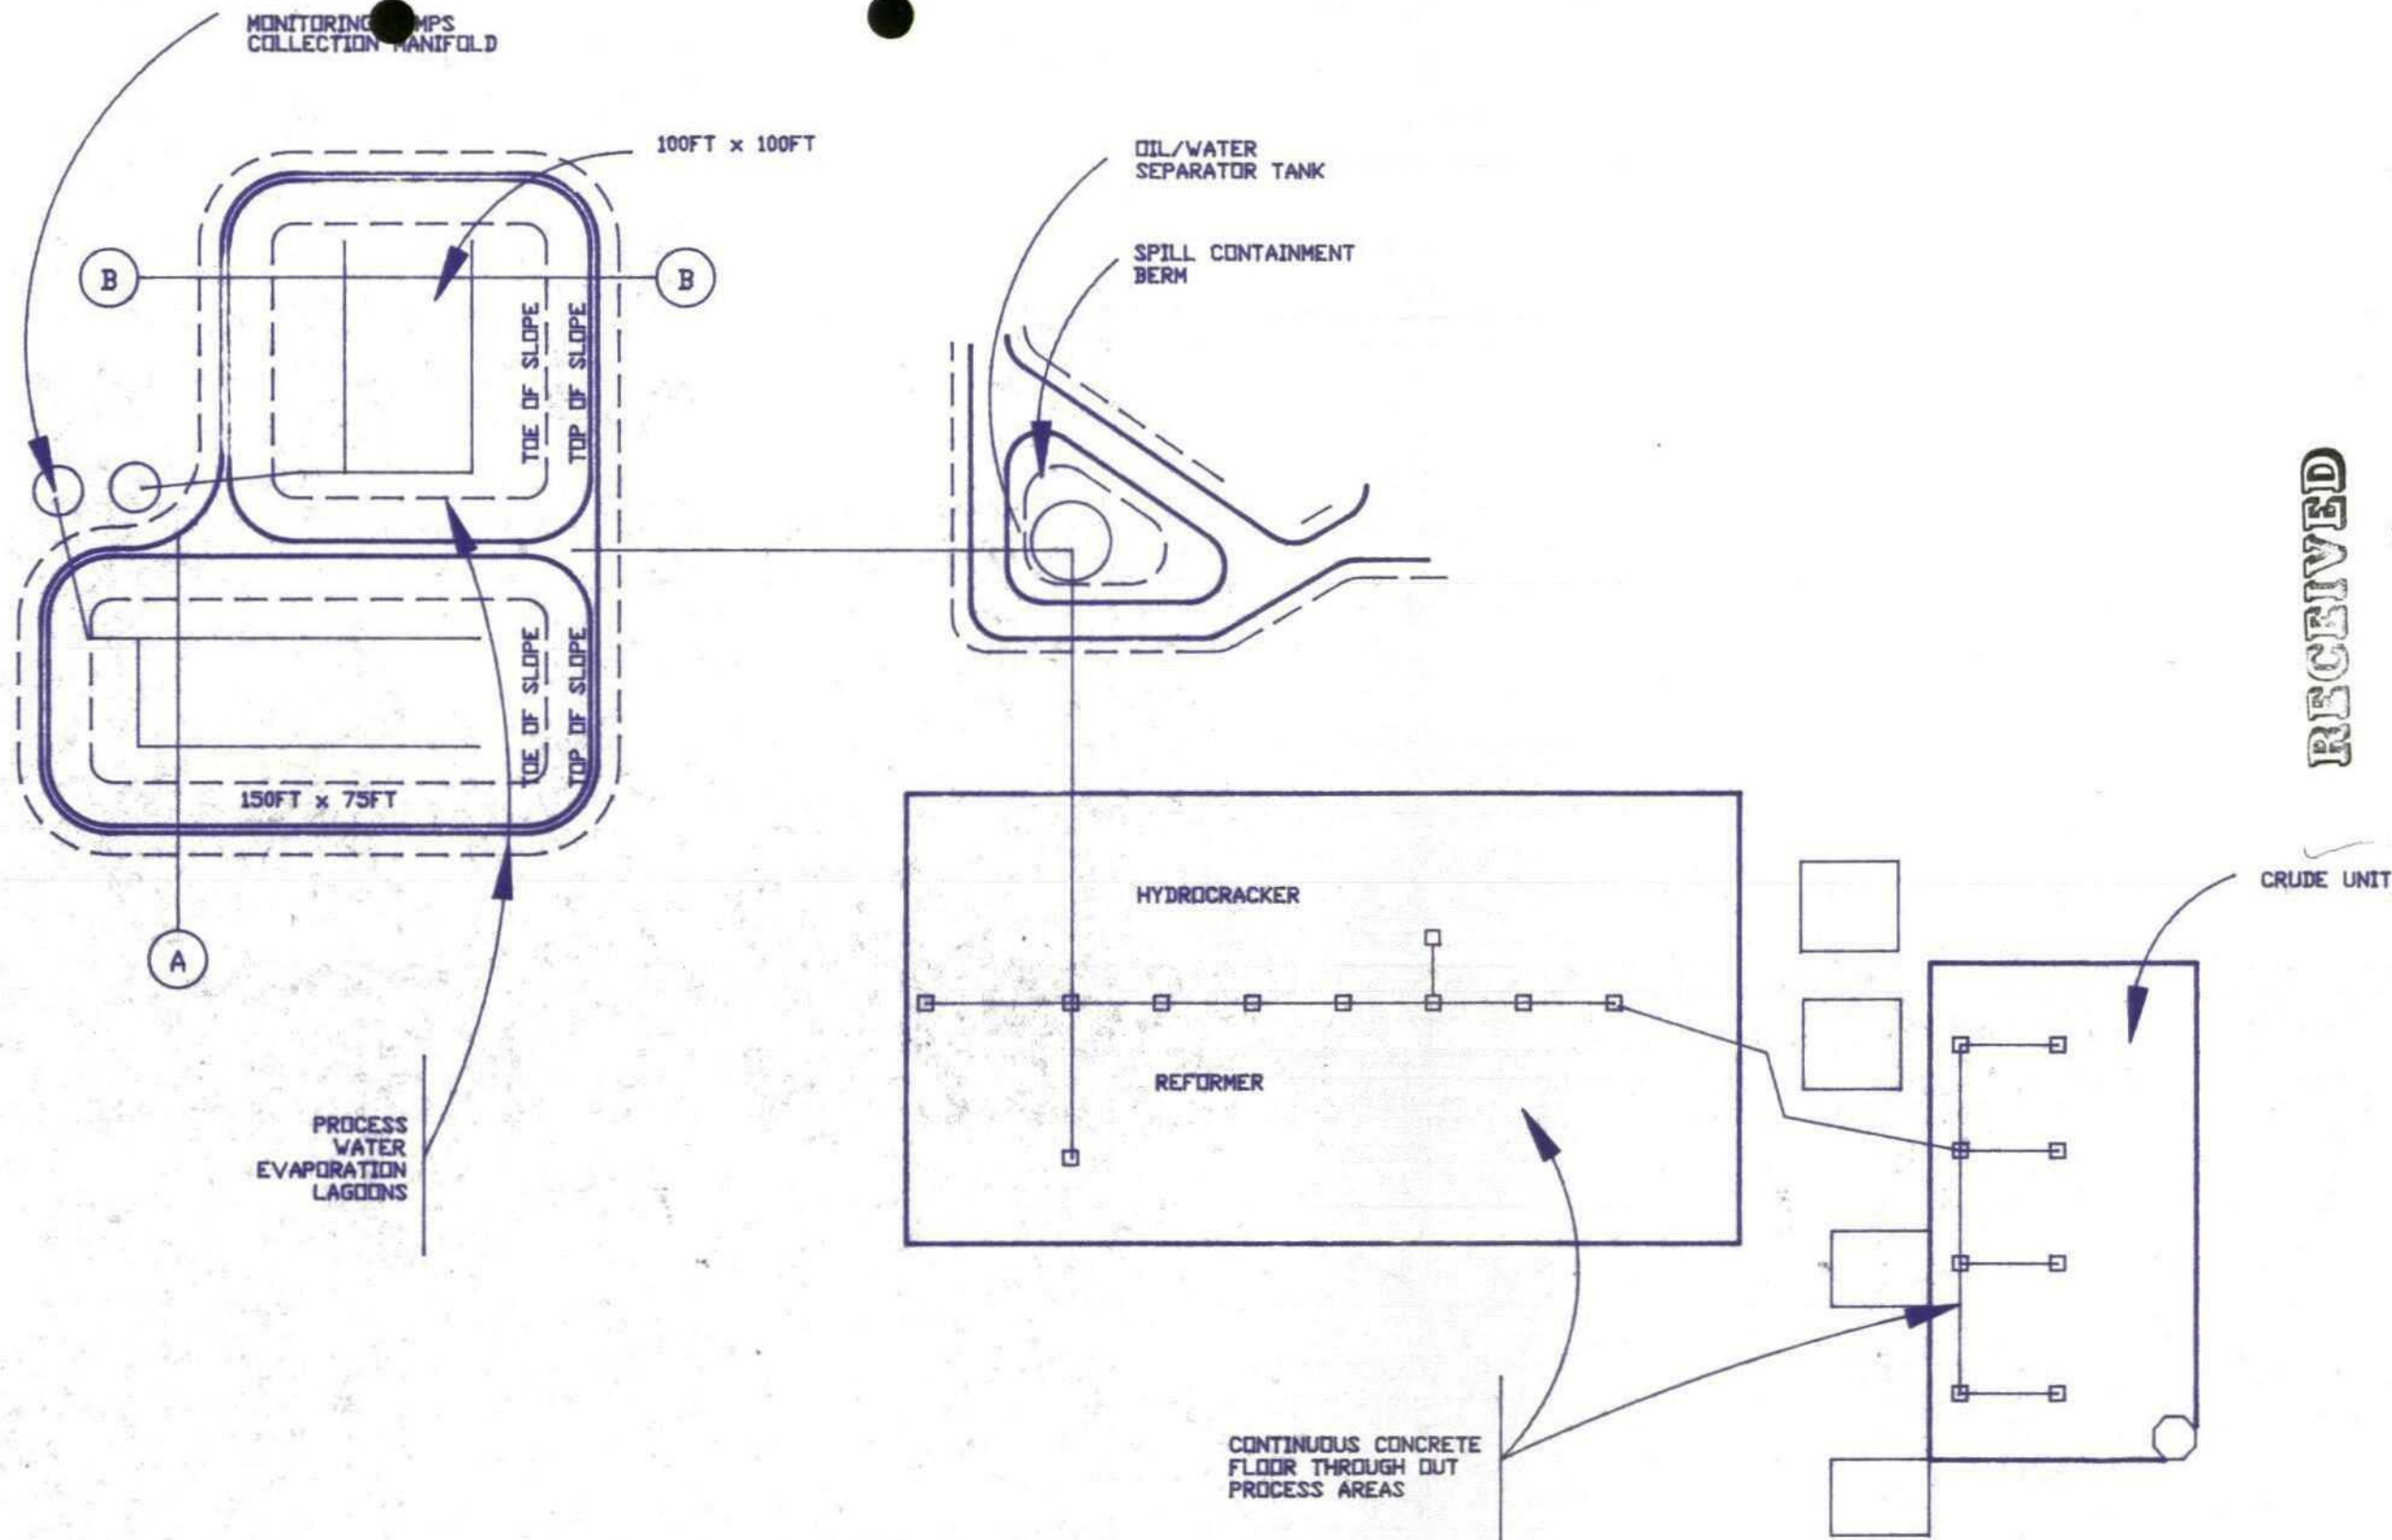 MONITORING MPS
COLLECTION MANIFOLD
100FT x 100FT
OIL/WATER
SEPARATOR TANK
SPILL CONTAINMENT
BERM
B
B
TOE OF SLOPE
TOP OF SLOPE
TOE OF SLOPE
TOP OF SLOPE
150FT x 75FT
A
RECEIVED
HYDROCRACKER
CRUDE UNIT
REFORMER
PROCESS
WATER
EVAPORATION
LAGOONS
CONTINUOUS CONCRETE
FLOOR THROUGH OUT
PROCESS AREAS